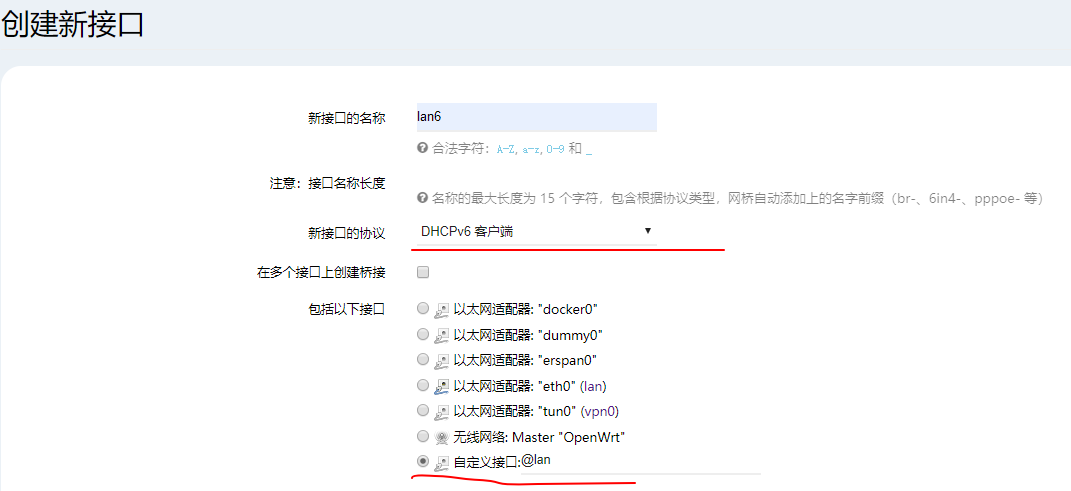 创建新接口
新接口的名称 lan6
合法字符：A-Z, a-z, 0-9 和 _
注意：接口名称长度
名称的最大长度为 15 个字符，包含根据协议类型，网桥自动添加上的名字前缀（br-、6in4-、pppoe- 等）
新接口的协议 DHCPv6 客户端
在多个接口上创建桥接
包括以下接口 以太网适配器: "docker0"
以太网适配器: "dummy0"
以太网适配器: "erspan0"
以太网适配器: "eth0" (lan)
以太网适配器: "tun0" (vpn0)
无线网络: Master "OpenWrt"
自定义接口:@lan